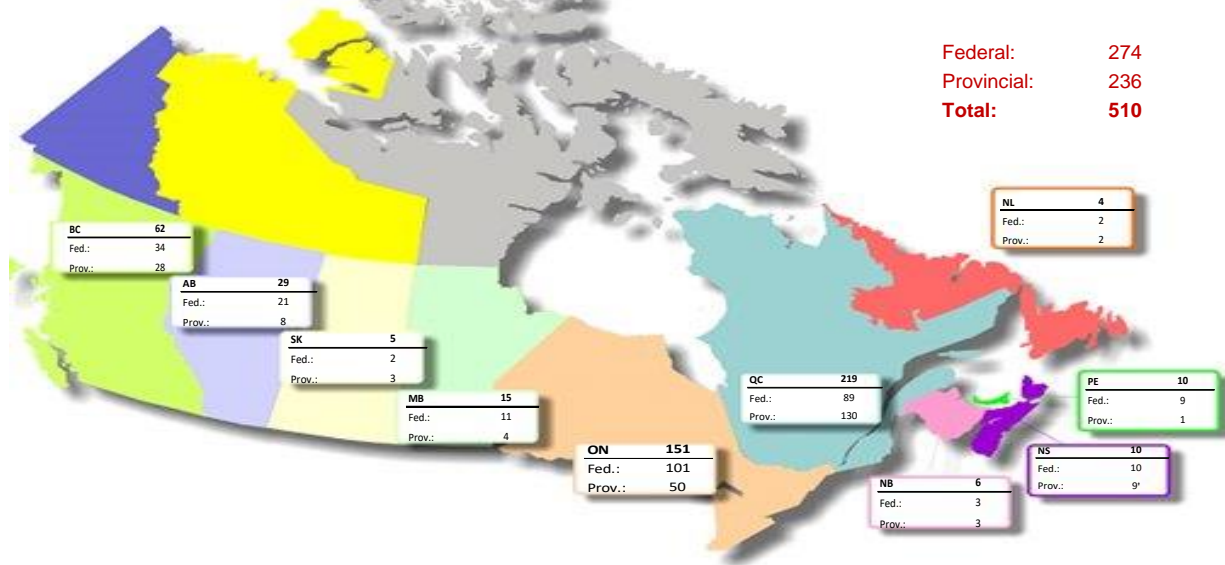 Federal: 274
Provincial: 236
Total: 510
NL 4
Fed.: 2
Prov.: 2
BC 62
Fed.: 34
Prov.: 28
AB 29
Fed.: 21
Prov.: 8
SK 5
Fed.: 2
Prov.: 3
MB 15
Fed.: 11
Prov.: 4
ON 151
Fed.: 101
Prov.: 50
QC 219
Fed.: 89
Prov.: 130
PE 10
Fed.: 9
Prov.: 1
NS 10
Fed.: 10
Prov.: 9*
NB 6
Fed.: 3
Prov.: 3